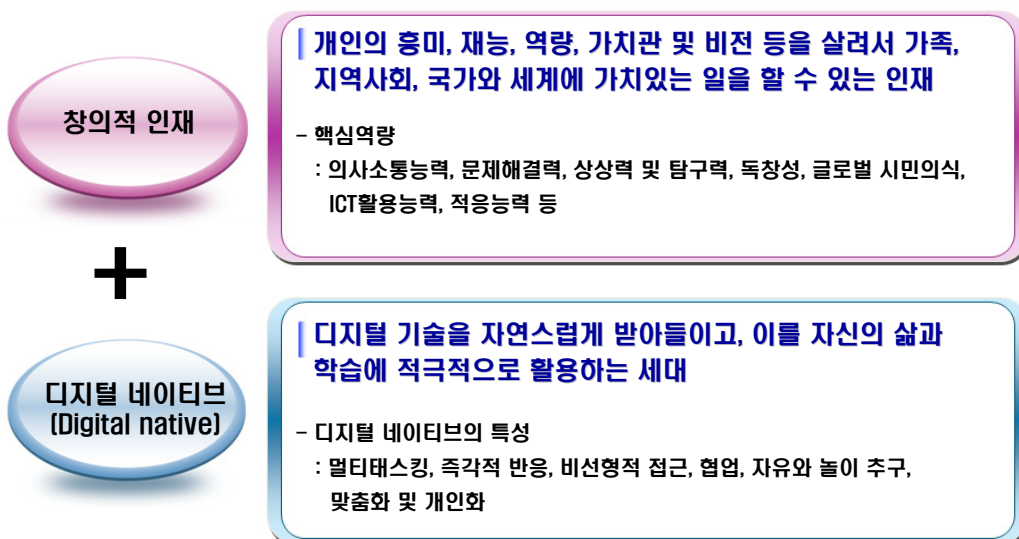 창의적 인재
개인의 흥미, 재능, 역량, 가치관 및 비전 등을 살려서 가족,
지역사회, 국가와 세계에 가치있는 일을 할 수 있는 인재
- 핵심역량
: 의사소통능력, 문제해결력, 상상력 및 탐구력, 독창성, 글로벌 시민의식,
ICT활용능력, 적응능력 등
+
디지털 네이티브
(Digital native)
디지털 기술을 자연스럽게 받아들이고, 이를 자신의 삶과
학습에 적극적으로 활용하는 세대
- 디지털 네이티브의 특성
: 멀티태스킹, 즉각적 반응, 비선형적 접근, 협업, 자유와 놀이 추구,
맞춤화 및 개인화